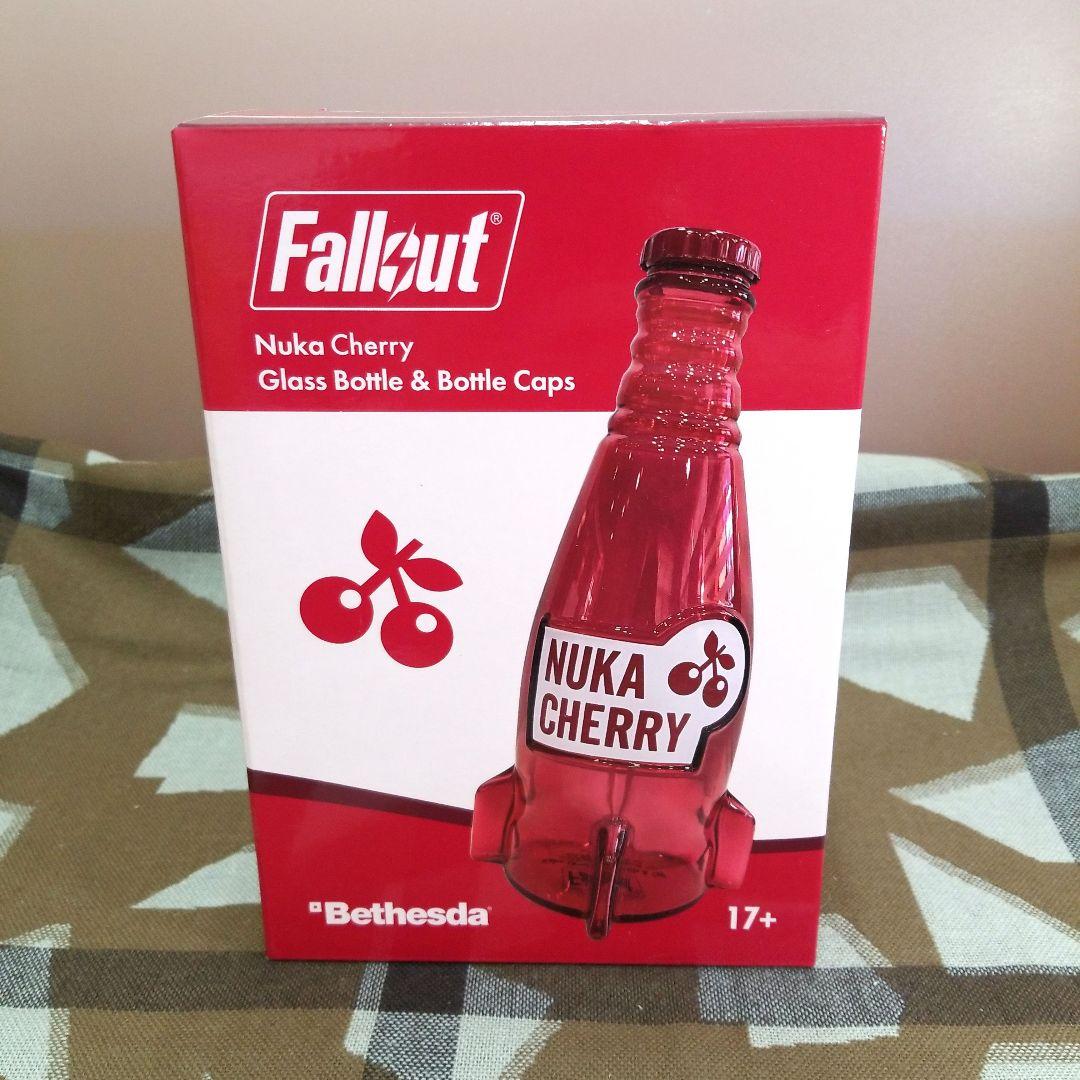 Fallout®
Nuka Cherry
Glass Bottle & Bottle Caps
NUKA
CHERRY
Bethesda
17+